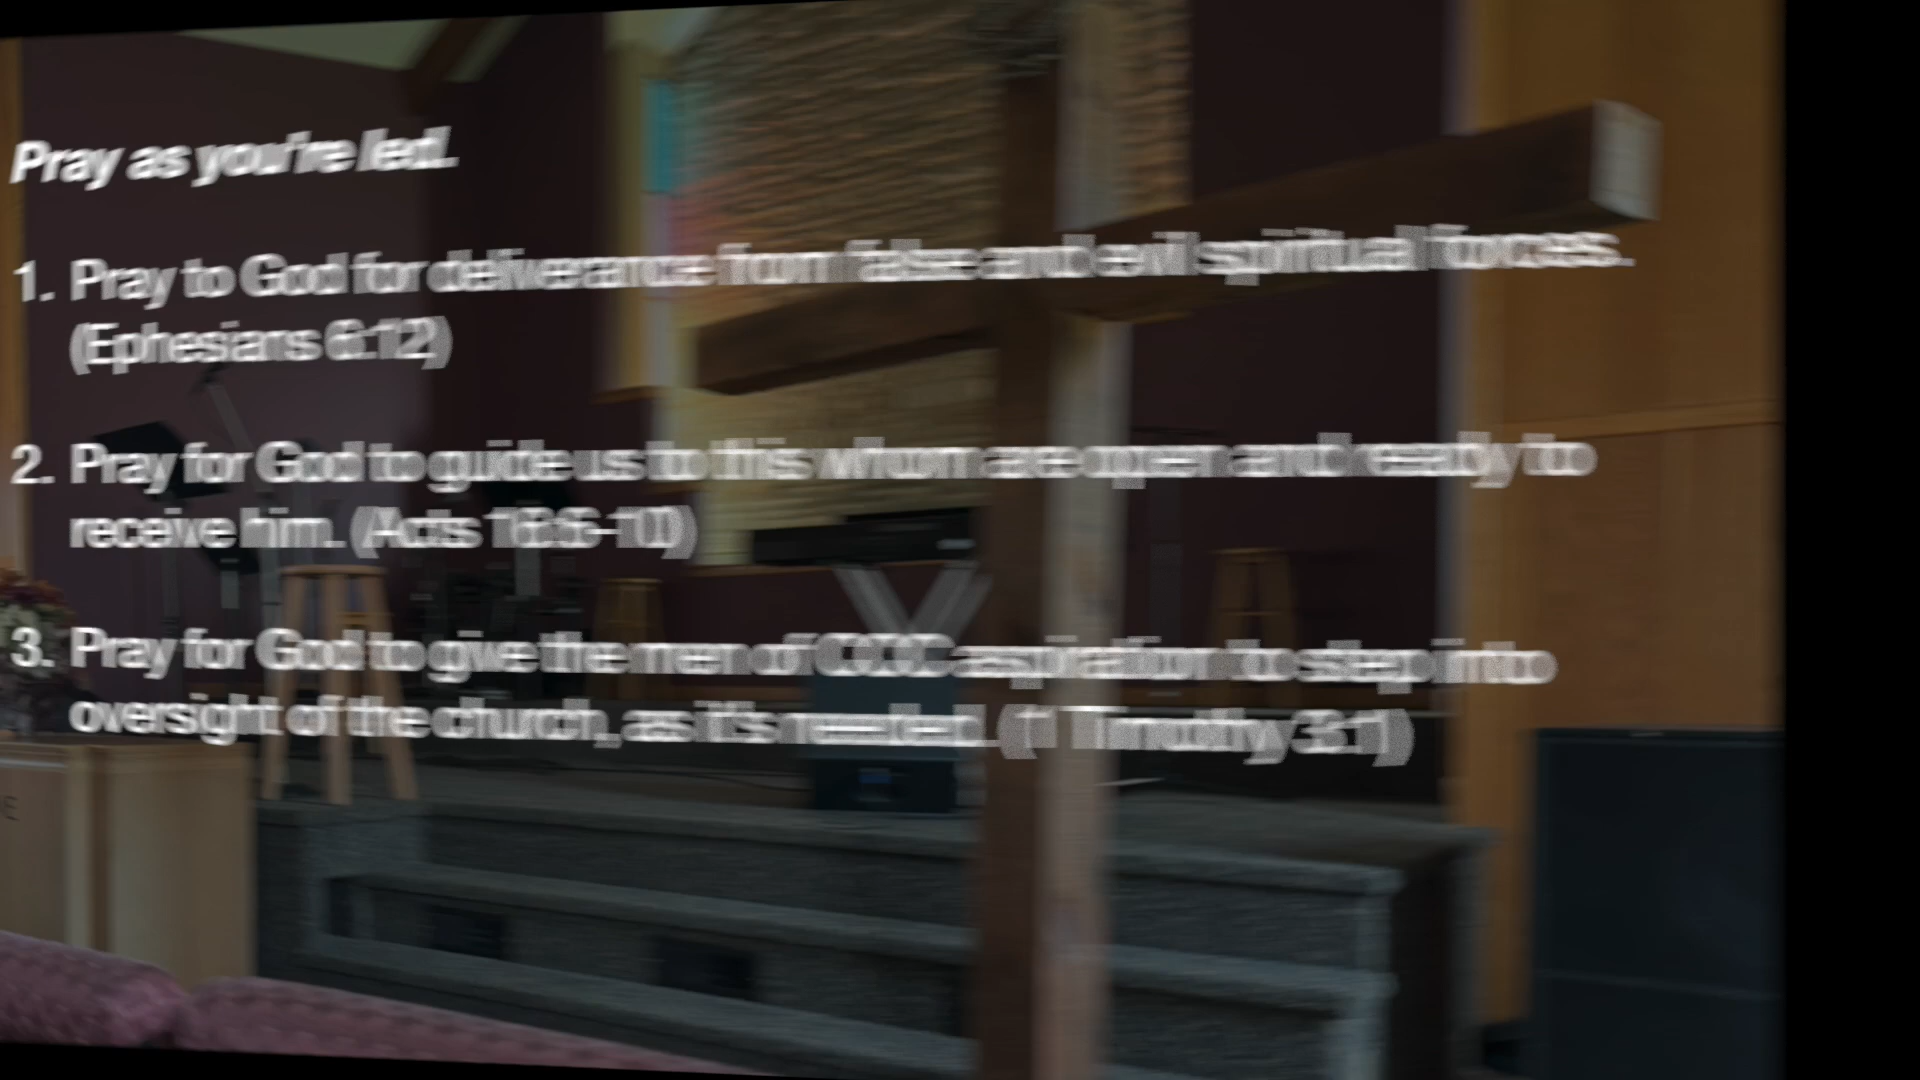 Pray as you're led.
1. Pray to God for deliverance from false and evil spiritual forces.
(Ephesians 6:12)
2. Pray for God to guide us to this whom are open and ready to
receive him. (Acts 16:6-10)
3. Pray for God to give the men of CCC aspiration to step into
oversight of the church, as it's needed. (1 Timothy 3:1)